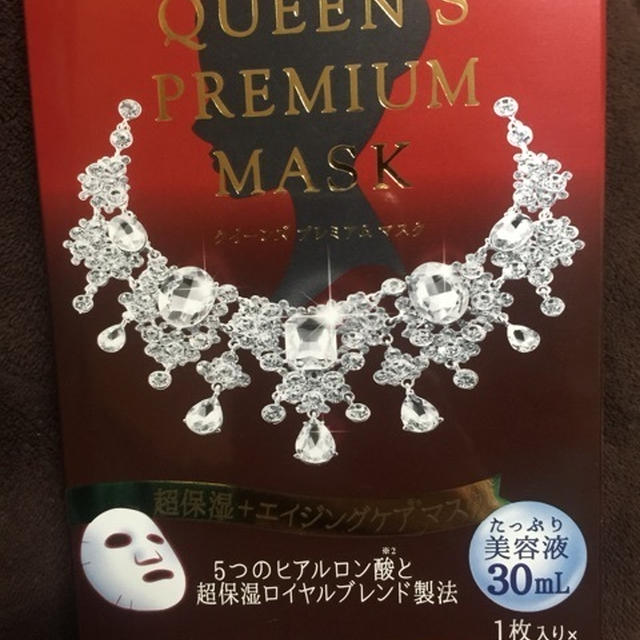 QUEEN'S
PREMIUM
MASK
クイーンズ プレミアム マスク
超保湿+エイジングケアマスク
※2
5つのヒアルロン酸と
超保湿ロイヤルブレンド製法
たっぷり
美容液
30mL
1枚入り×